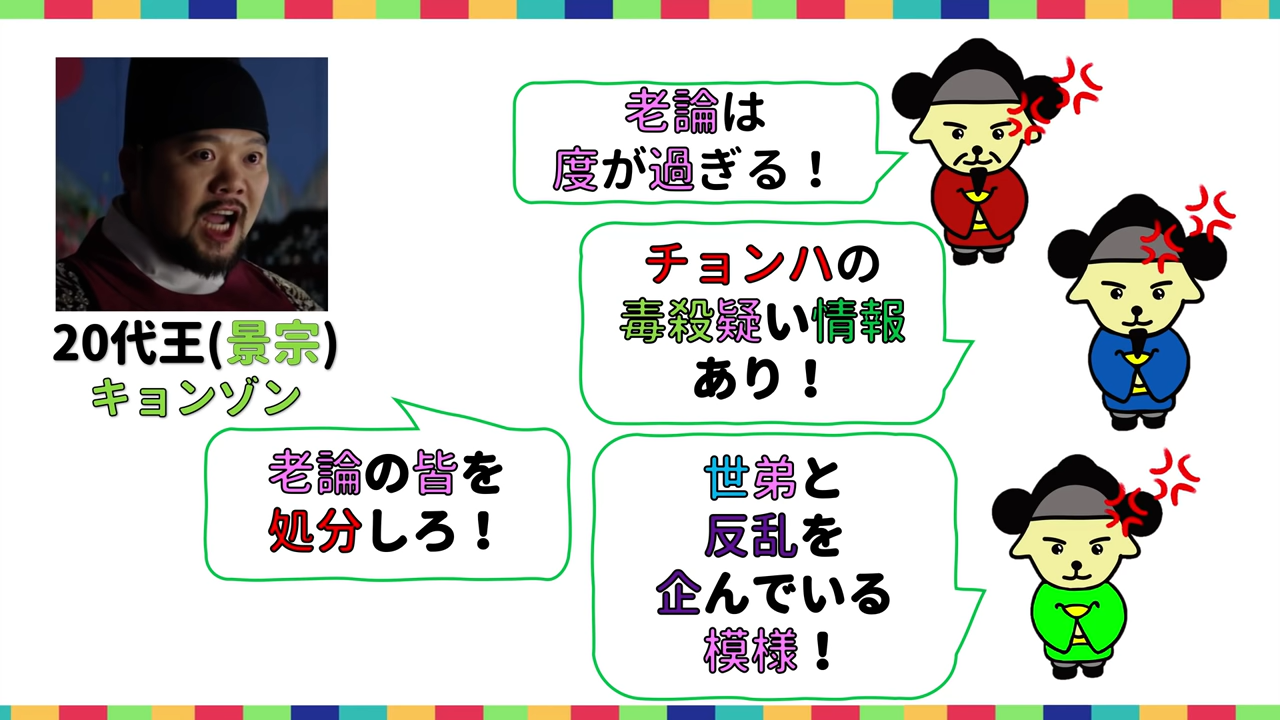 老論は
度が過ぎる！
チョンハの
毒殺疑い情報
あり！
20代王(景宗)
キョンゾン
老論の皆を
処分しろ！
世弟と
反乱を
企んでいる
模様！